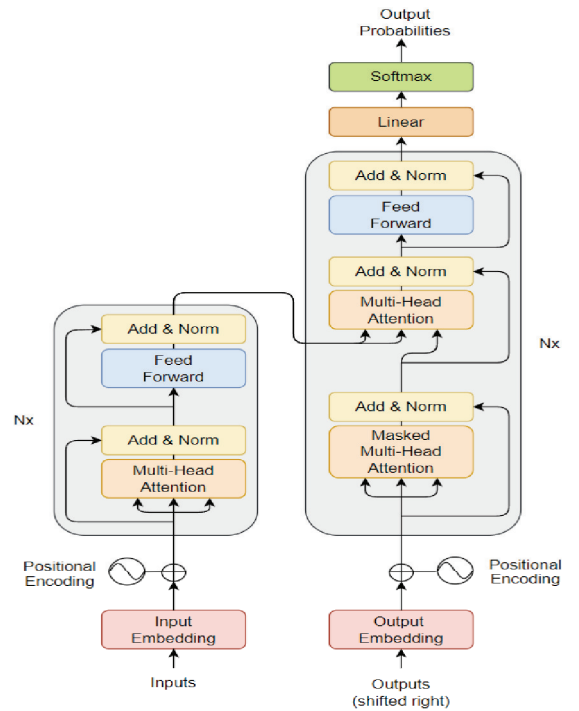 Output
Probabilities
Softmax
Linear
Add & Norm
Feed
Forward
Add & Norm
Multi-Head
Attention
Nx
Add & Norm
Masked
Multi-Head
Attention
Add & Norm
Feed
Forward
Nx
Add & Norm
Multi-Head
Attention
Positional
Encoding
Positional
Encoding
Input
Embedding
Output
Embedding
Inputs
Outputs
(shifted right)